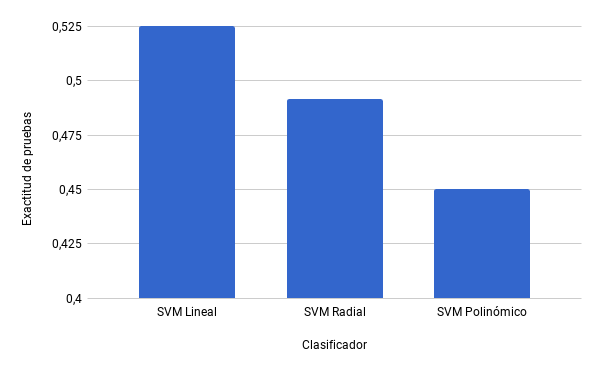 0,525
0,5
0,475
0,45
0,425
0,4
Exactitud de pruebas
SVM Lineal
SVM Radial
SVM Polinómico
Clasificador